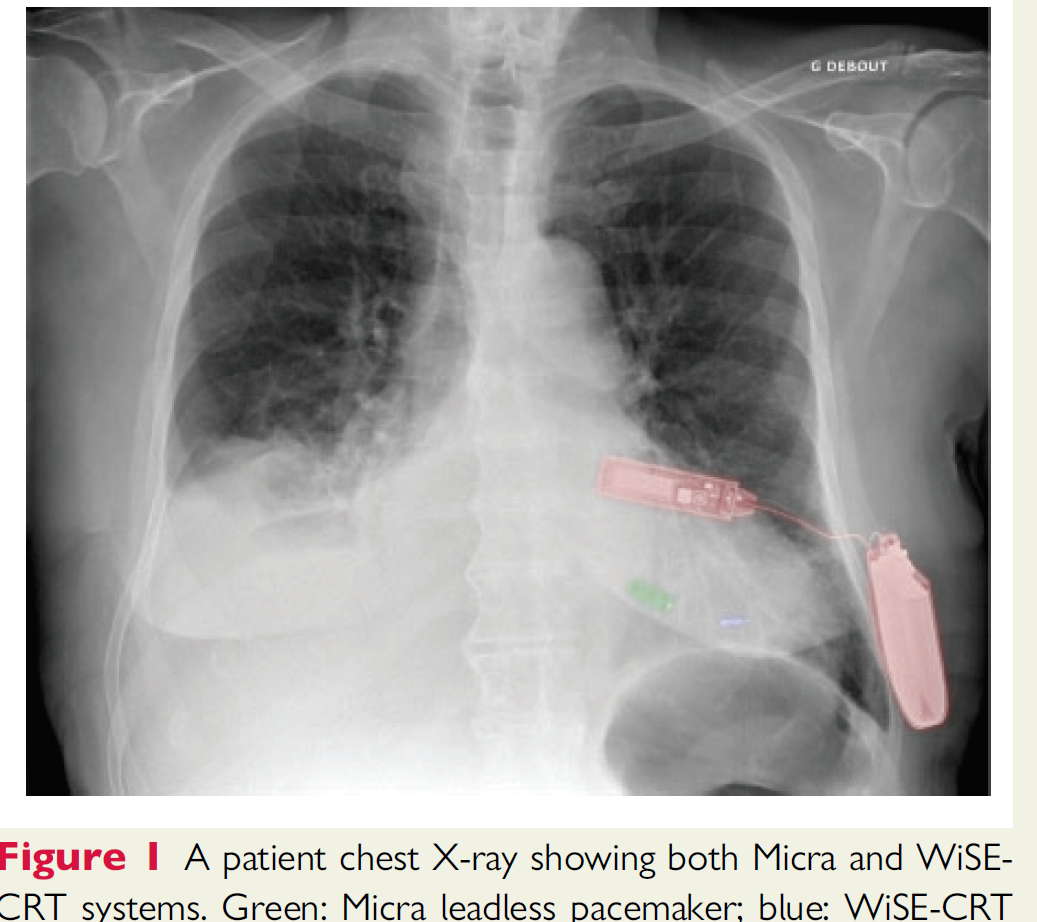 G DEBOUT
Figure 1 A patient chest X-ray showing both Micra and WiSE-
CRT systems. Green: Micra leadless pacemaker; blue: WiSE-CRT